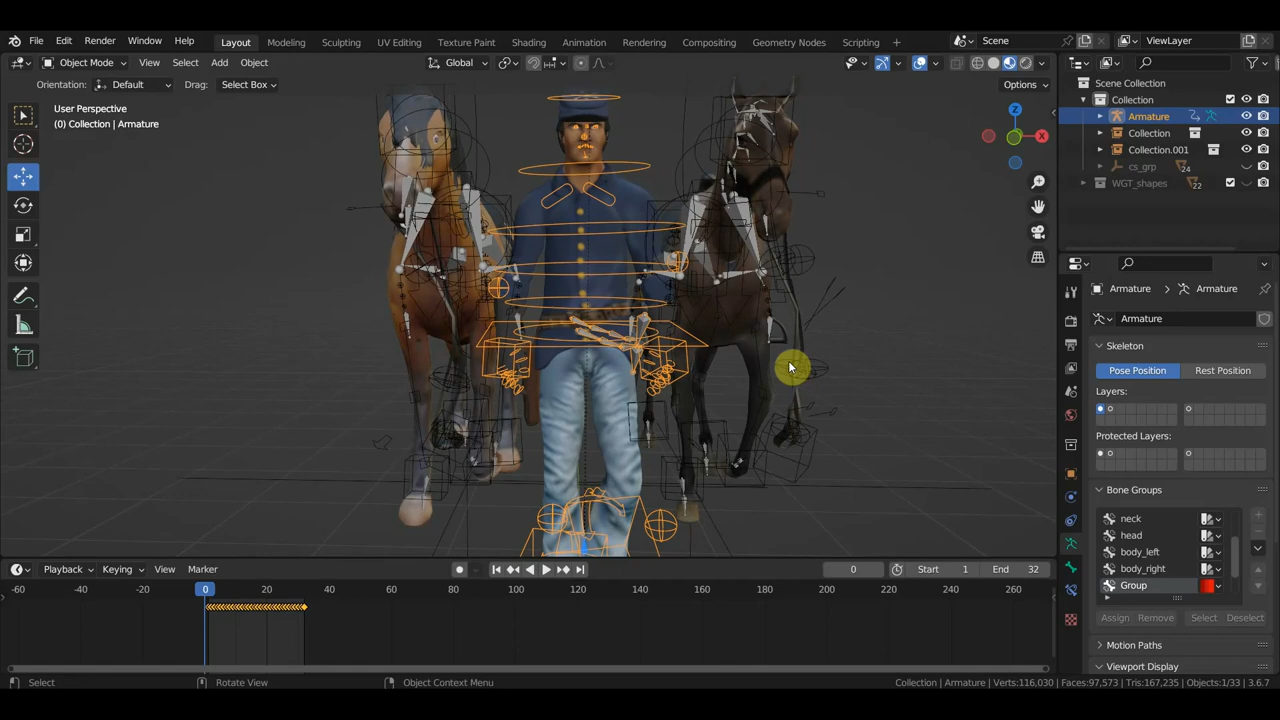 File Edit Render Window Help Layout Modeling Sculpting UV Editing Texture Paint Shading Animation Rendering Compositing Geometry Nodes Scripting + Scene ViewLayer
Object Mode View Select Add Object Global
Orientation: Default Drag: Select Box Options
User Perspective
(0) Collection | Armature
Z
X
Scene Collection
Collection
Armature
Collection
Collection.001
cs_grp 24
WGT_shapes 22
Armature > Armature
Armature
Skeleton
Pose Position Rest Position
Layers:
Protected Layers:
Bone Groups
neck
head
body_left
body_right
Group
Assign Remove Select Deselect
Motion Paths
Viewport Display
Playback Keying View Marker 0 Start 1 End 32
-60 -40 -20 0 20 40 60 80 100 120 140 160 180 200 220 240 260
Select Rotate View Object Context Menu Collection | Armature | Verts:116,030 | Faces:97,573 | Tris:167,235 | Objects:1/33 | 3.6.7